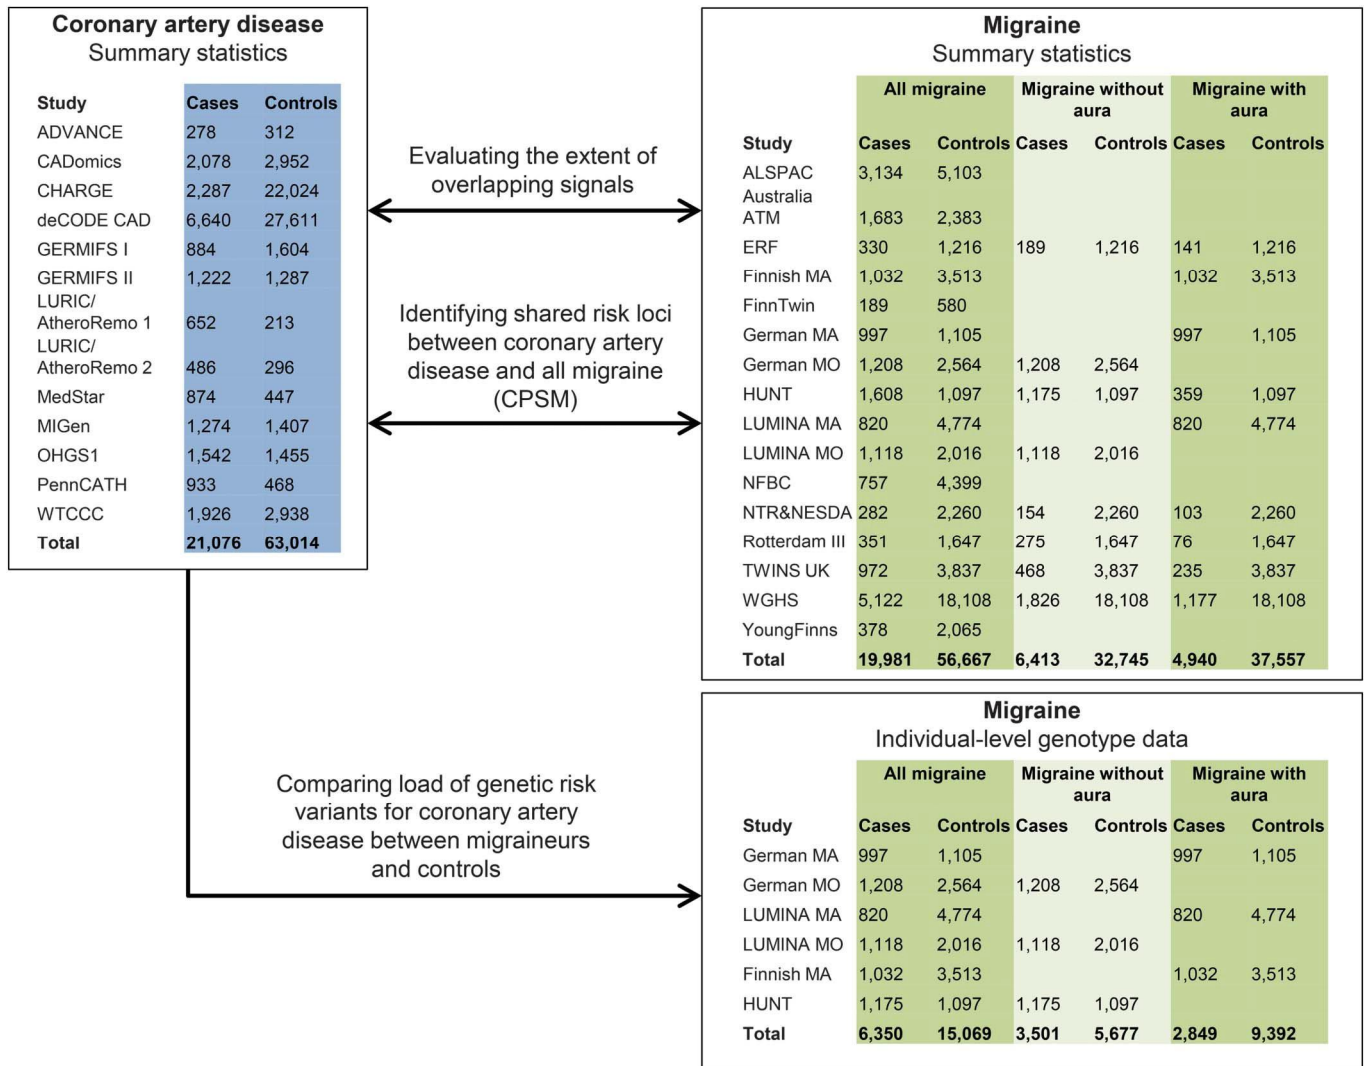 Coronary artery disease
Summary statistics
Study Cases Controls
ADVANCE 278 312
CADomics 2,078 2,952
CHARGE 2,287 22,024
deCODE CAD 6,640 27,611
GERMIFS I 884 1,604
GERMIFS II 1,222 1,287
LURIC/
AtheroRemo 1 652 213
LURIC/
AtheroRemo 2 486 296
MedStar 874 447
MIGen 1,274 1,407
OHGS1 1,542 1,455
PennCATH 933 468
WTCCC 1,926 2,938
Total 21,076 63,014
Evaluating the extent of
overlapping signals
Identifying shared risk loci
between coronary artery
disease and all migraine
(CPSM)
Comparing load of genetic risk
variants for coronary artery
disease between migraineurs
and controls
Migraine
Summary statistics
All migraine Migraine without Migraine with
aura aura
Study Cases Controls Cases Controls Cases Controls
ALSPAC 3,134 5,103
Australia
ATM 1,683 2,383
ERF 330 1,216 189 1,216 141 1,216
Finnish MA 1,032 3,513 1,032 3,513
FinnTwin 189 580
German MA 997 1,105 997 1,105
German MO 1,208 2,564 1,208 2,564
HUNT 1,608 1,097 1,175 1,097 359 1,097
LUMINA MA 820 4,774 820 4,774
LUMINA MO 1,118 2,016 1,118 2,016
NFBC 757 4,399
NTR&NESDA 282 2,260 154 2,260 103 2,260
Rotterdam III 351 1,647 275 1,647 76 1,647
TWINS UK 972 3,837 468 3,837 235 3,837
WGHS 5,122 18,108 1,826 18,108 1,177 18,108
YoungFinns 378 2,065
Total 19,981 56,667 6,413 32,745 4,940 37,557
Migraine
Individual-level genotype data
All migraine Migraine without Migraine with
aura aura
Study Cases Controls Cases Controls Cases Controls
German MA 997 1,105 997 1,105
German MO 1,208 2,564 1,208 2,564
LUMINA MA 820 4,774 820 4,774
LUMINA MO 1,118 2,016 1,118 2,016
Finnish MA 1,032 3,513 1,032 3,513
HUNT 1,175 1,097 1,175 1,097
Total 6,350 15,069 3,501 5,677 2,849 9,392